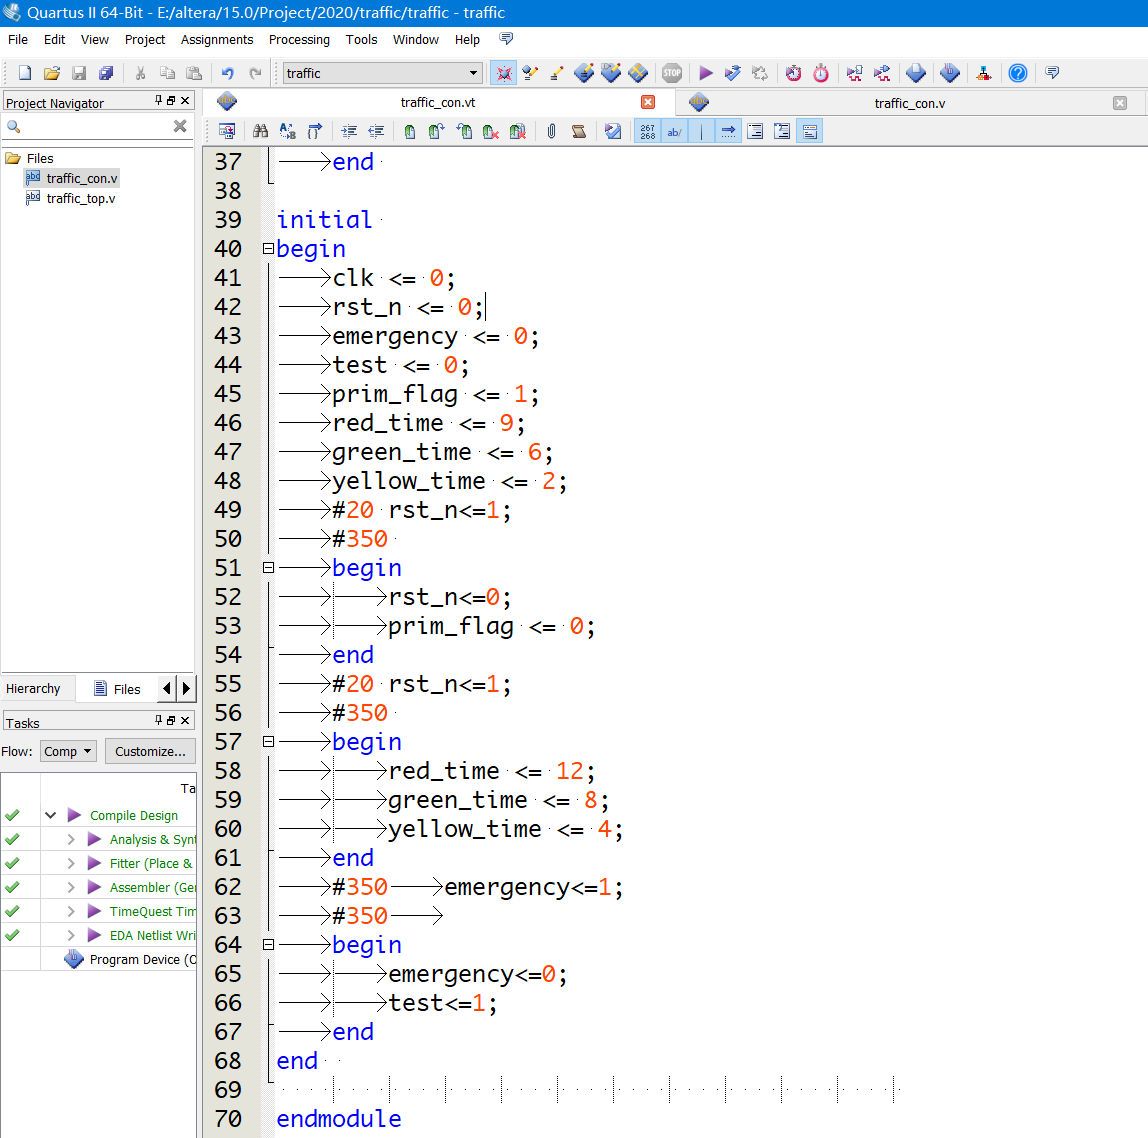 Quartus II 64-Bit - E:/altera/15.0/Project/2020/traffic/traffic - traffic
File Edit View Project Assignments Processing Tools Window Help
traffic
STOP
Project Navigator
traffic_con.vt
traffic_con.v
267
268
ab/
Files
abc traffic_con.v
abc traffic_top.v
Hierarchy Files
Tasks
Flow: Comp Customize...
Ta
Compile Design
Analysis & Synt
Fitter (Place &
Assembler (Ger
TimeQuest Tim
EDA Netlist Wri
Program Device (O
37 end
38
39 initial
40 begin
41 clk <= 0;
42 rst_n <= 0;
43 emergency <= 0;
44 test <= 0;
45 prim_flag <= 1;
46 red_time <= 9;
47 green_time <= 6;
48 yellow_time <= 2;
49 #20 rst_n<=1;
50 #350
51 begin
52 rst_n<=0;
53 prim_flag <= 0;
54 end
55 #20 rst_n<=1;
56 #350
57 begin
58 red_time <= 12;
59 green_time <= 8;
60 yellow_time <= 4;
61 end
62 #350 emergency<=1;
63 #350
64 begin
65 emergency<=0;
66 test<=1;
67 end
68 end
69
70 endmodule